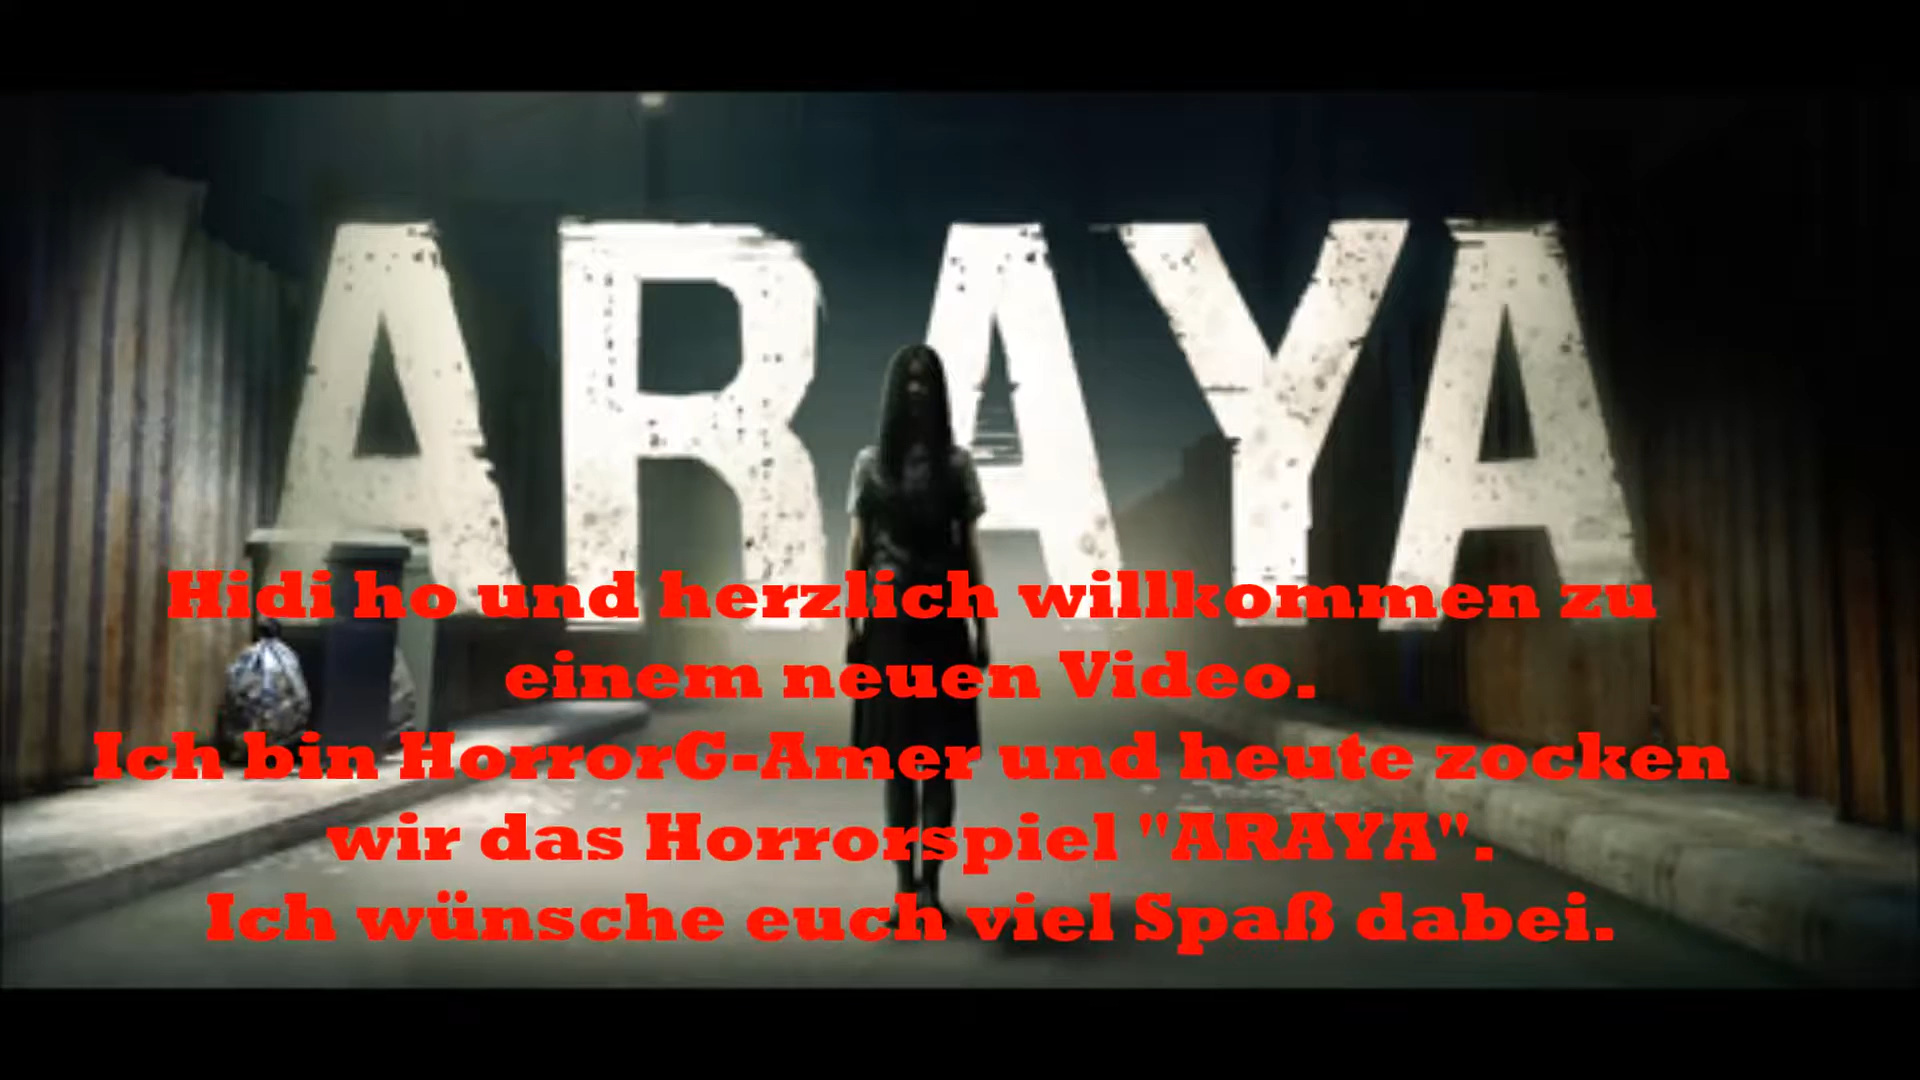 ARAYA
Hidi ho und herzlich willkommen zu
einem neuen Video.
Ich bin HorrorG-Amer und heute zocken
wir das Horrorspiel "ARAYA".
Ich wünsche euch viel Spaß dabei.